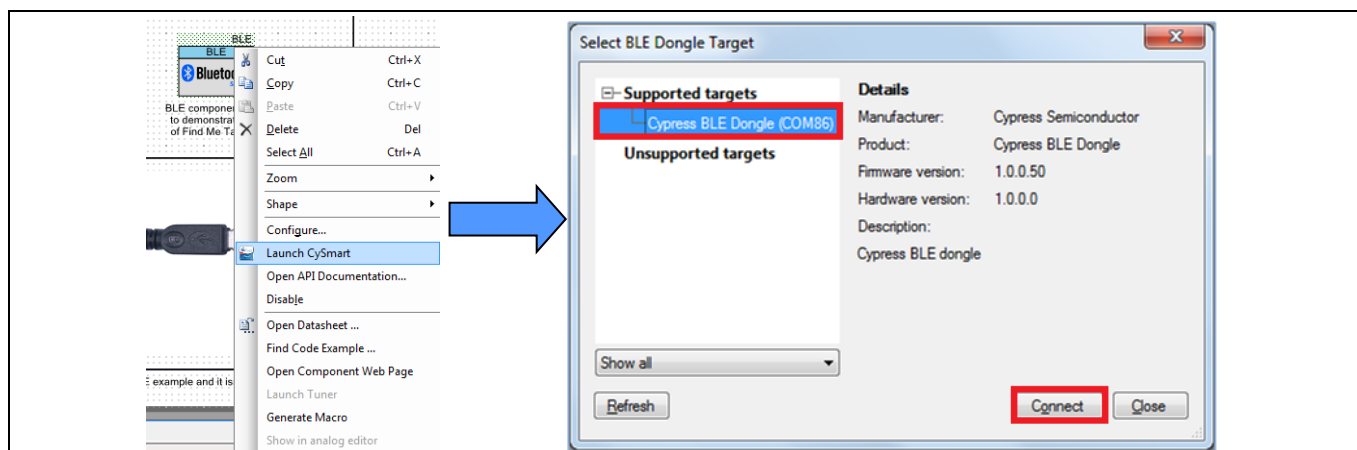 BLE
BLE
Bluetoo
S
BLE componen
to demonstrat
of Find Me Ta
E example and it is
Cut Ctrl+X
Copy Ctrl+C
Paste Ctrl+V
Delete Del
Select All Ctrl+A
Zoom
Shape
Configure...
Launch CySmart
Open API Documentation...
Disable
Open Datasheet ...
Find Code Example ...
Open Component Web Page
Launch Tuner
Generate Macro
Show in analog editor
Select BLE Dongle Target
Supported targets
Cypress BLE Dongle (COM86)
Unsupported targets
Show all
Refresh
Details
Manufacturer: Cypress Semiconductor
Product: Cypress BLE Dongle
Firmware version: 1.0.0.50
Hardware version: 1.0.0.0
Description:
Cypress BLE dongle
Connect Close